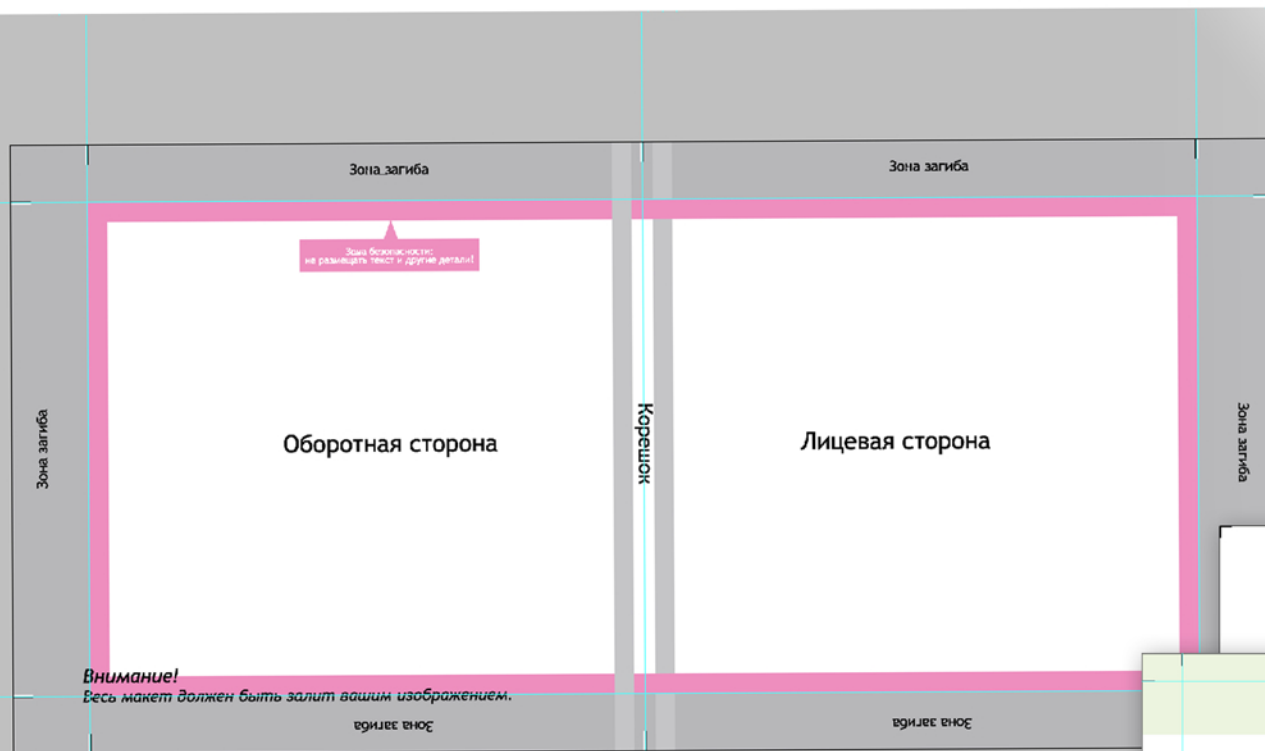 Зона загиба
Зона загиба
Зона безопасности:
не размещать текст и другие детали!
Зона загиба
Оборотная сторона
Корешок
Лицевая сторона
Зона загиба
Внимание!
Весь макет должен быть залит вашим изображением.
Зона загиба
Зона загиба